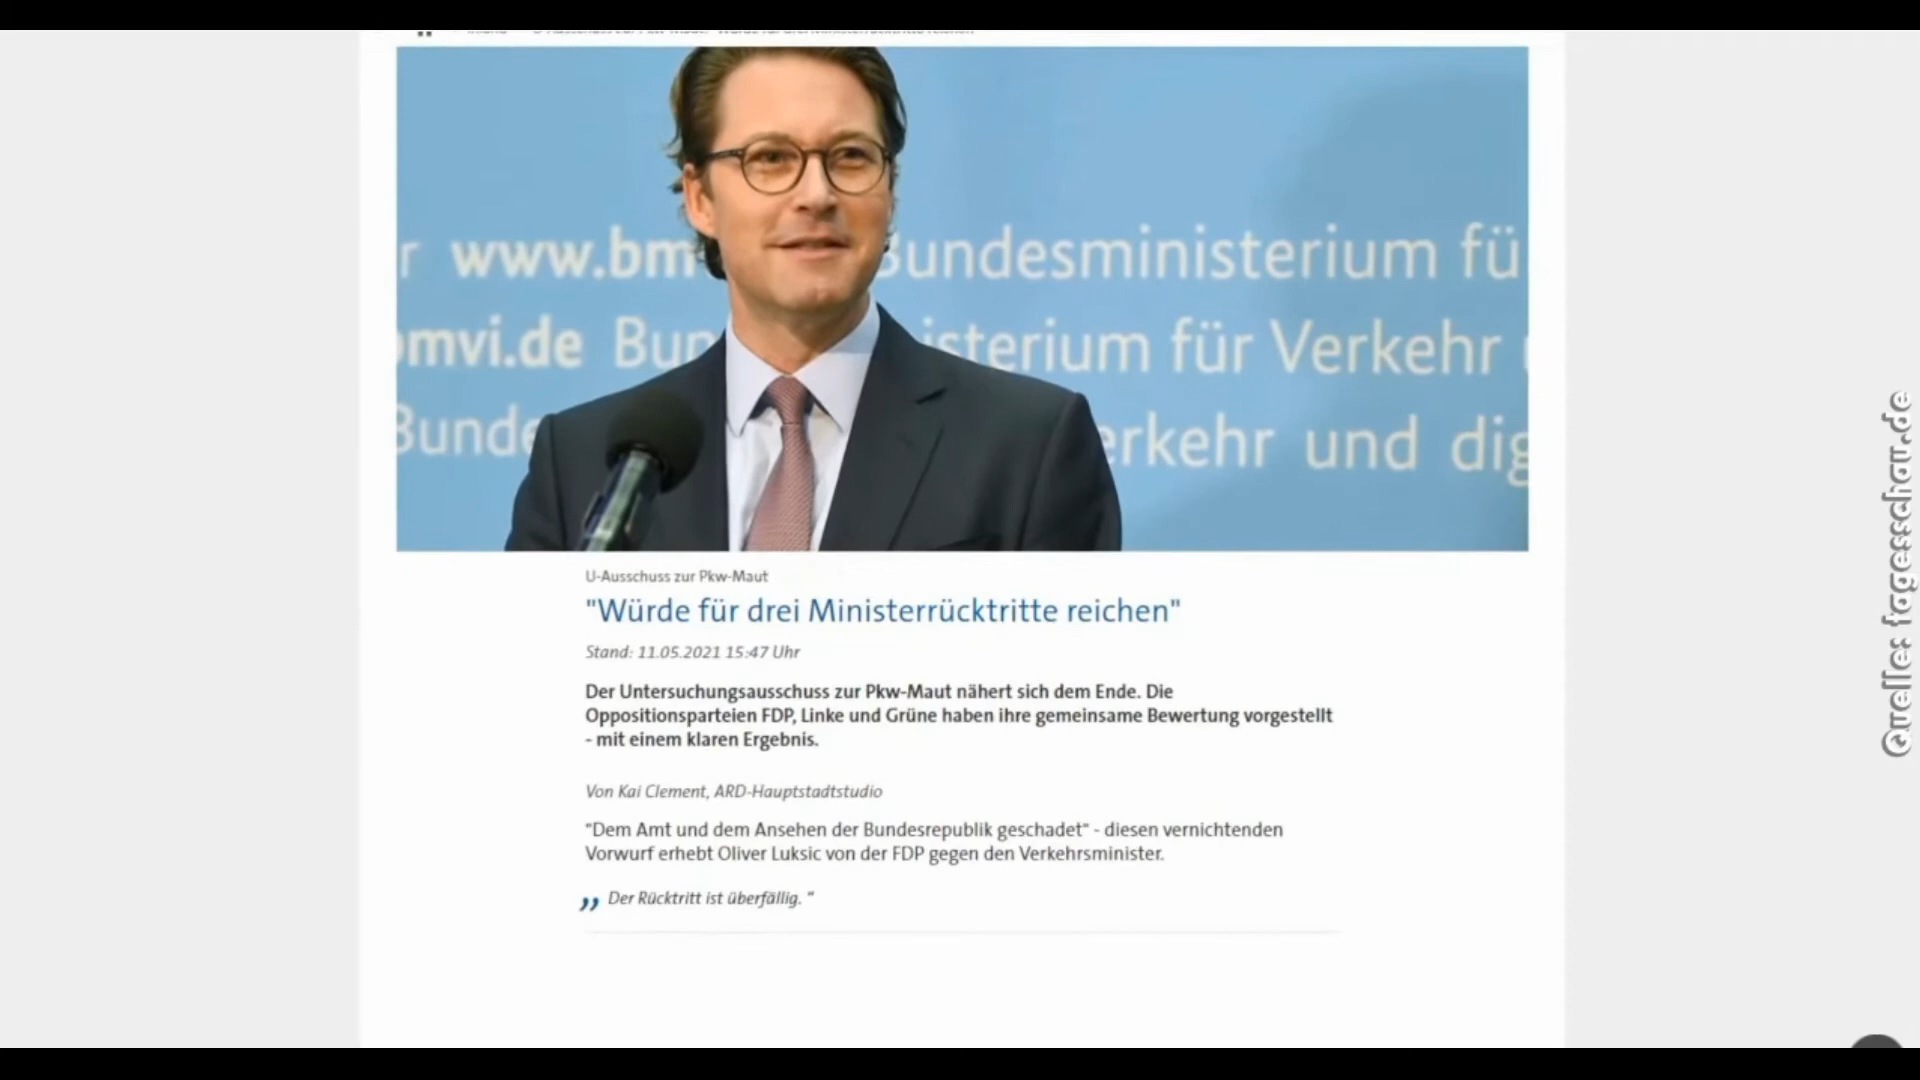 r www.bm Bundesministerium fü
bmvi.de Bun isterium für Verkehr
Bunde erkehr und dig
U-Ausschuss zur Pkw-Maut
"Würde für drei Ministerrücktritte reichen"
Stand: 11.05.2021 15:47 Uhr
Der Untersuchungsausschuss zur Pkw-Maut nähert sich dem Ende. Die
Oppositionsparteien FDP, Linke und Grüne haben ihre gemeinsame Bewertung vorgestellt
- mit einem klaren Ergebnis.
Von Kai Clement, ARD-Hauptstadtstudio
"Dem Amt und dem Ansehen der Bundesrepublik geschadet" - diesen vernichtenden
Vorwurf erhebt Oliver Luksic von der FDP gegen den Verkehrsminister.
„ Der Rücktritt ist überfällig. "
Quelle: tagesschau.de